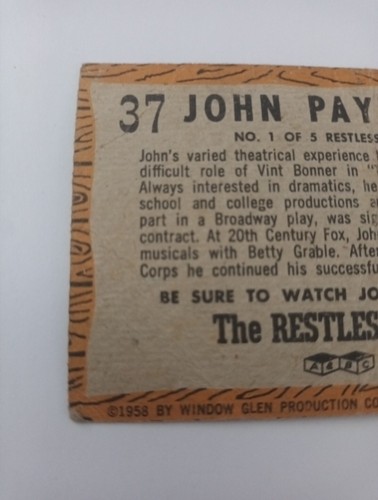 37 JOHN PAY
NO. 1 OF 5 RESTLESS
John's varied theatrical experience
difficult role of Vint Bonner in "
Always interested in dramatics, he
school and college productions
part in a Broadway play, was
contract. At 20th Century Fox, Joh
musicals with Betty Grable. After
Corps he continued his successfu
BE SURE TO WATCH JO
The RESTLES
A B C
©1958 BY WINDOW GLEN PRODUCTION CO